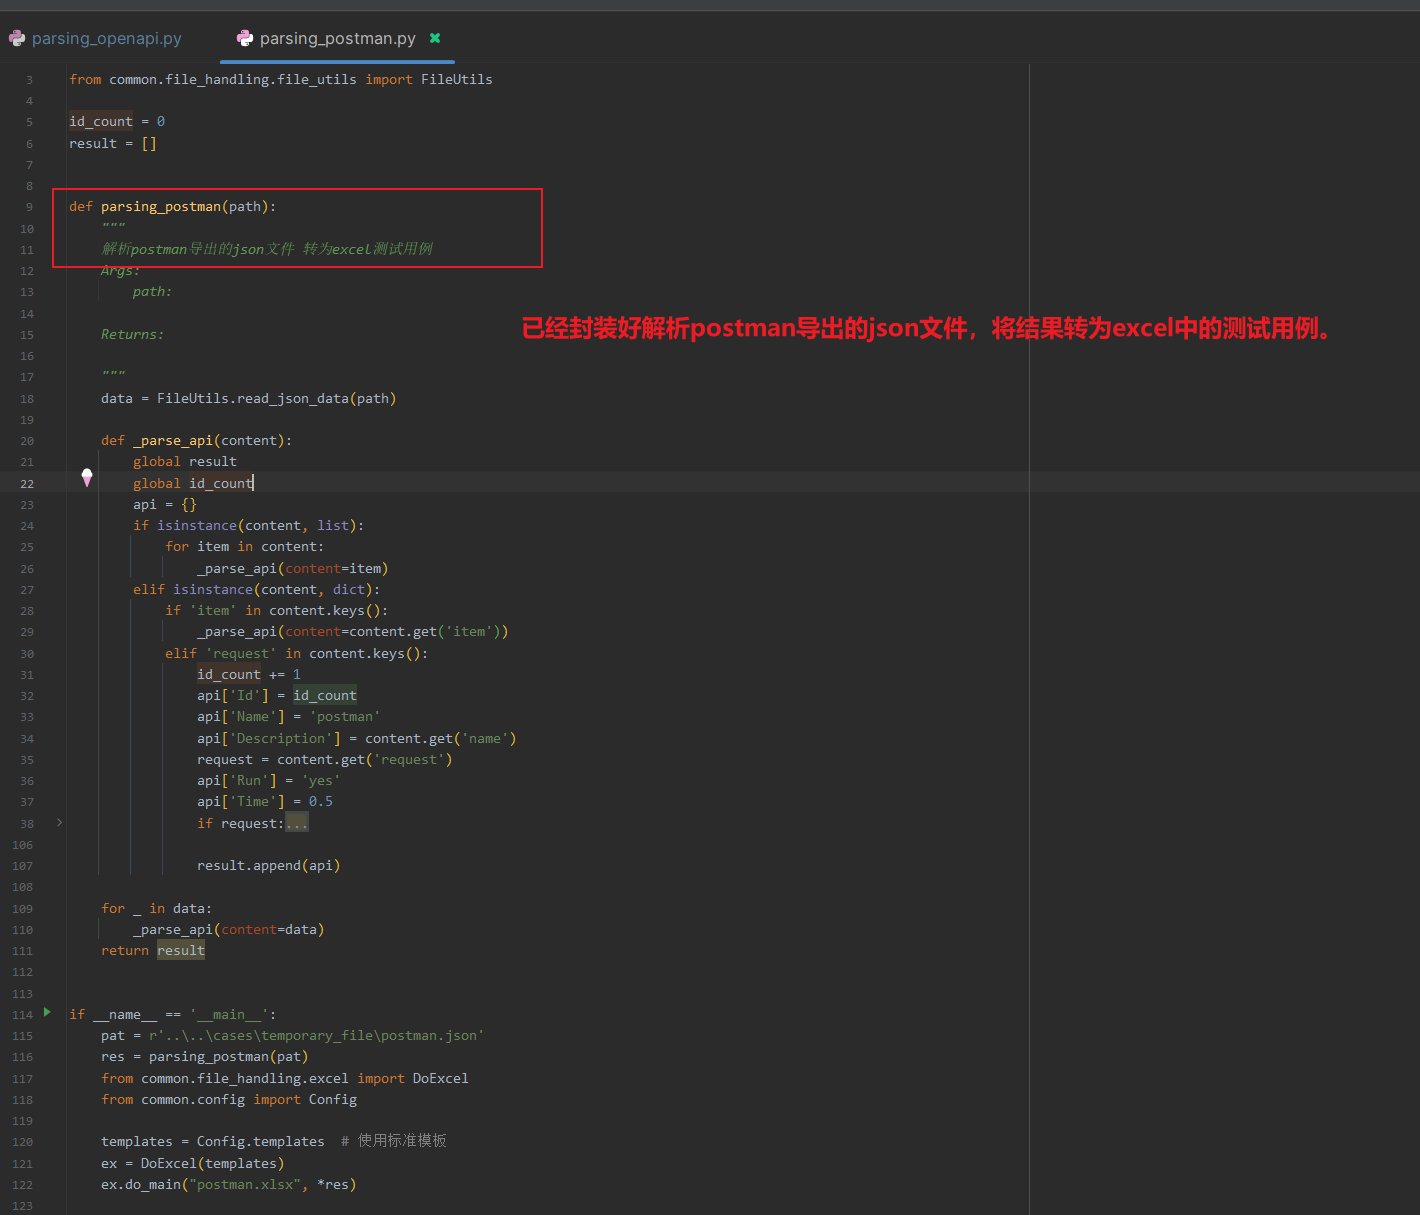 parsing_openapi.py
parsing_postman.py
3 from common.file_handling.file_utils import FileUtils
4
5 id_count = 0
6 result = []
7
8
9 def parsing_postman(path):
10 """
11 解析postman导出的json文件 转为excel测试用例
12 Args:
13 path:
14
15 Returns:
已经封装好解析postman导出的json文件，将结果转为excel中的测试用例。
16
17 """
18 data = FileUtils.read_json_data(path)
19
20 def _parse_api(content):
21 global result
22 global id_count
23 api = {}
24 if isinstance(content, list):
25 for item in content:
26 _parse_api(content=item)
27 elif isinstance(content, dict):
28 if 'item' in content.keys():
29 _parse_api(content=content.get('item'))
30 elif 'request' in content.keys():
31 id_count += 1
32 api['Id'] = id_count
33 api['Name'] = 'postman'
34 api['Description'] = content.get('name')
35 request = content.get('request')
36 api['Run'] = 'yes'
37 api['Time'] = 0.5
38 if request:...
106
107 result.append(api)
108
109 for _ in data:
110 _parse_api(content=data)
111 return result
112
113
114 if __name__ == '__main__':
115 pat = r'..\..\cases\temporary_file\postman.json'
116 res = parsing_postman(pat)
117 from common.file_handling.excel import DoExcel
118 from common.config import Config
119
120 templates = Config.templates # 使用标准模板
121 ex = DoExcel(templates)
122 ex.do_main("postman.xlsx", *res)
123